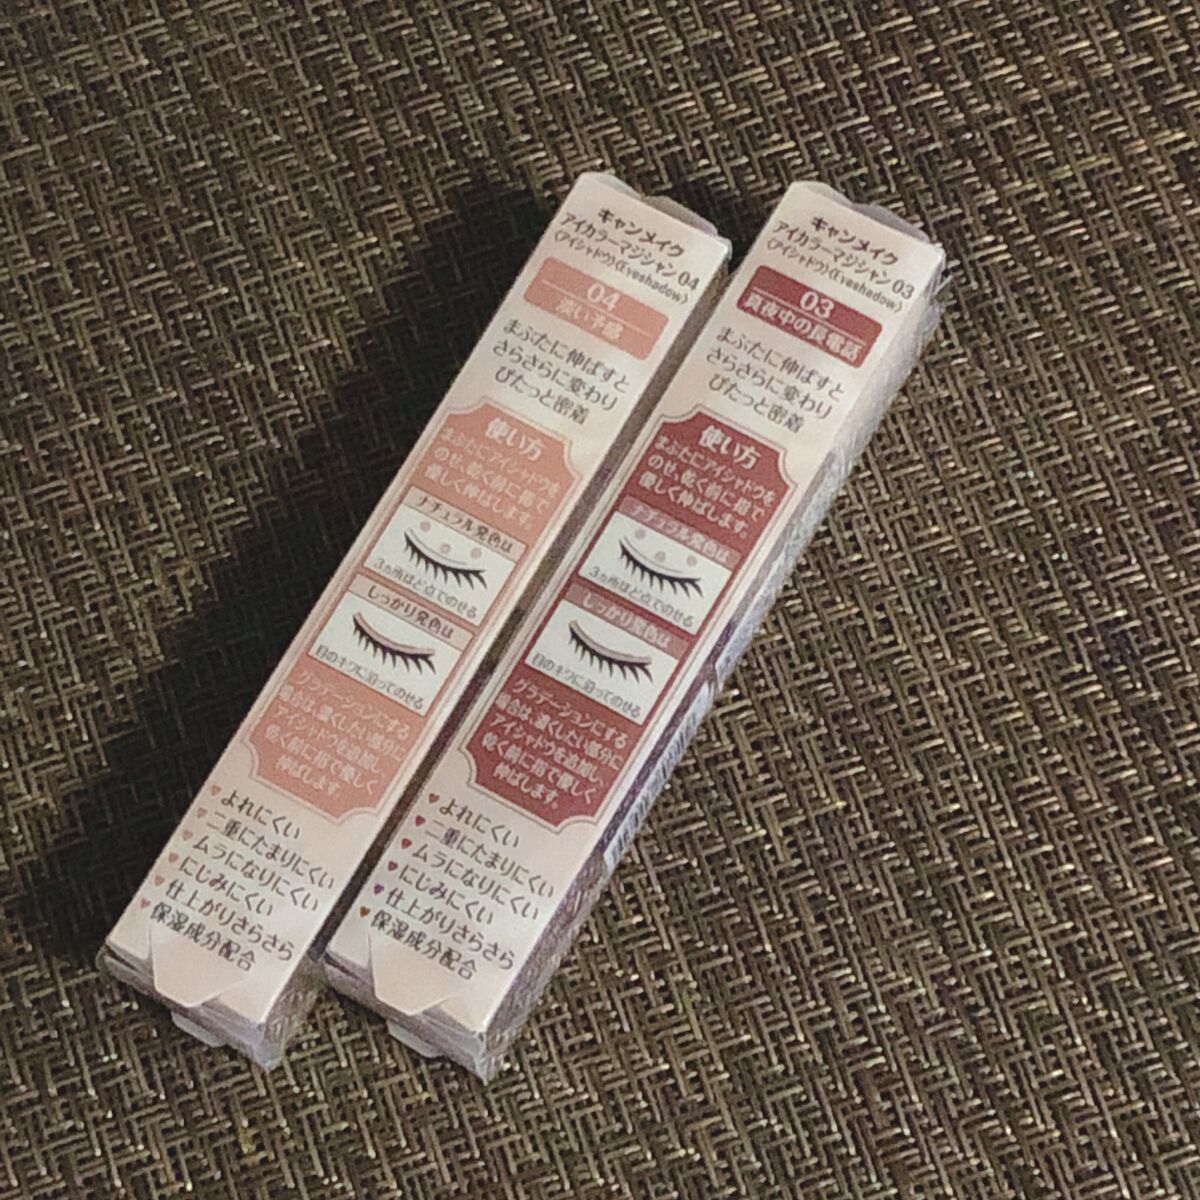 キャンメイク
アイカラーマジシャン04
〈アイシャドウ〉〈Eyeshadow〉
04
淡い予感
まぶたに伸ばすと
さらさらに変わり
ぴたっと密着
使い方
まぶたにアイシャドウを
のせ、乾く前に指で
優しく伸ばします。
ナチュラル発色は
3ヵ所ほど点でのせる
しっかり発色は
目のキワに沿ってのせる
グラデーションにする
場合は、濃くしたい部分に
アイシャドウを追加し、
乾く前に指で優しく
伸ばします
よれにくい
二重にたまりにくい
ムラになりにくい
にじみにくい
仕上がりさらさら
保湿成分配合
キャンメイク
アイカラーマジシャン03
〈アイシャドウ〉〈Eyeshadow〉
03
真夜中の長電話
まぶたに伸ばすと
さらさらに変わり
ぴたっと密着
使い方
まぶたにアイシャドウを
のせ、乾く前に指で
優しく伸ばします。
ナチュラル発色は
3ヵ所ほど点でのせる
しっかり発色は
目のキワに沿ってのせる
グラデーションにする
場合は、濃くしたい部分に
アイシャドウを追加し、
乾く前に指で優しく
伸ばします。
よれにくい
二重にたまりにくい
ムラになりにくい
にじみにくい
仕上がりさらさら
保湿成分配合